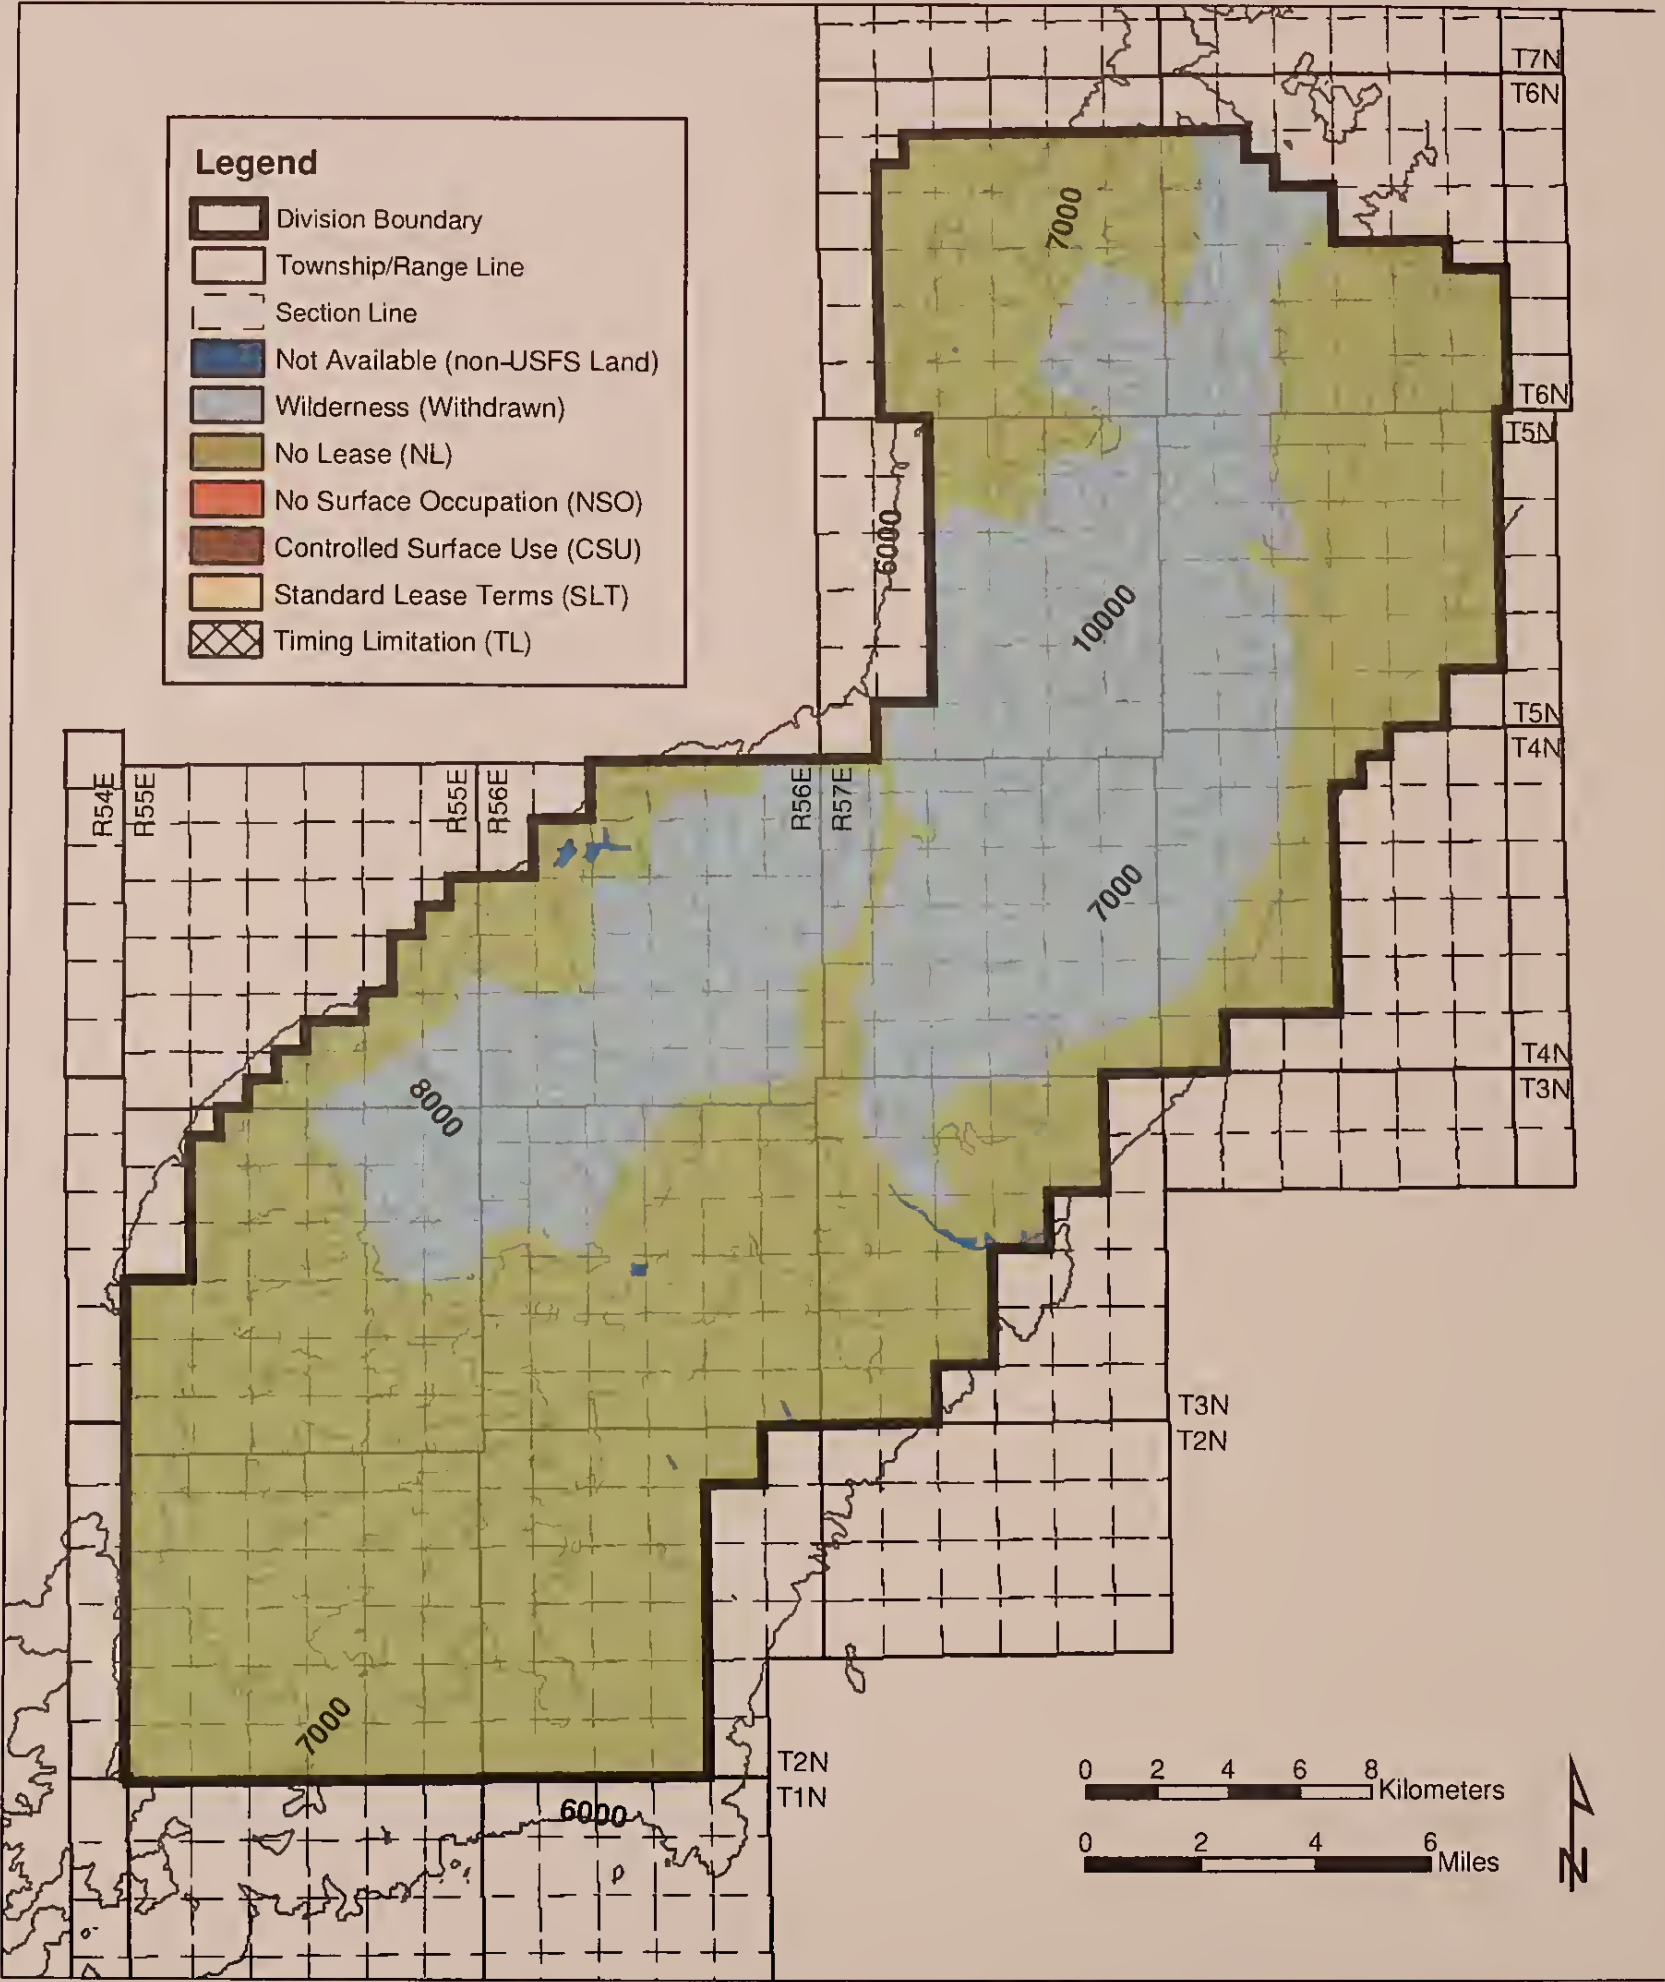 T7N
T6N
Legend
Division Boundary
Township/Range Line
Section Line
Not Available (non-USFS Land)
Wilderness (Withdrawn)
No Lease (NL)
No Surface Occupation (NSO)
Controlled Surface Use (CSU)
Standard Lease Terms (SLT)
Timing Limitation (TL)
7000
T6N
T5N
6000
10000
T5N
T4N
R54E
R55E
R55E
R56E
R56E
R57E
7000
T4N
T3N
8000
T3N
T2N
7000
T2N
T1N
6000
0 2 4 6 8
Kilometers
0 2 4 6
Miles
N